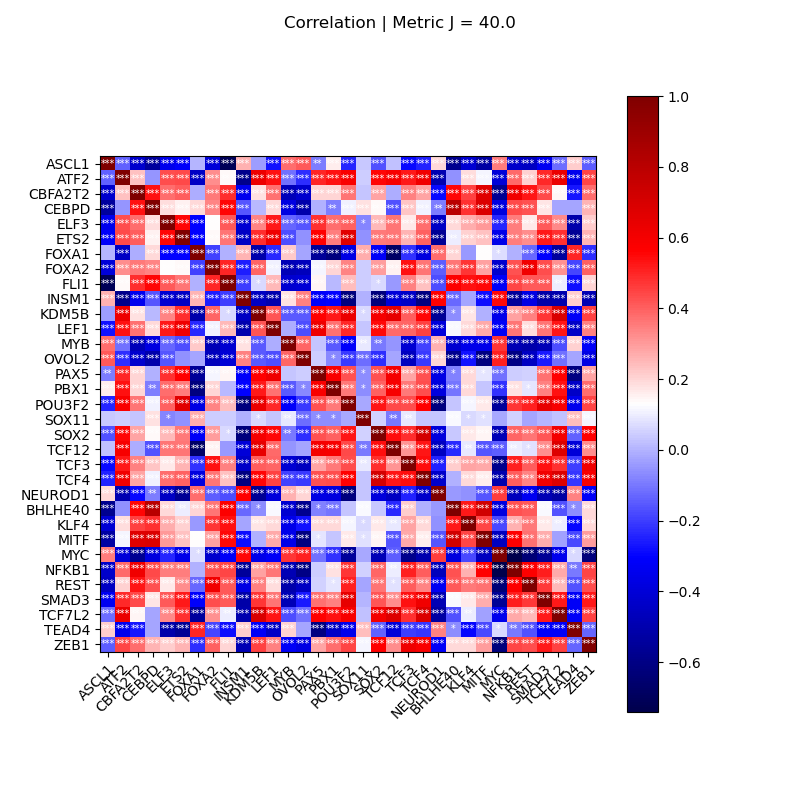 Correlation | Metric J = 40.0
ASCL1
ATF2
CBFA2T2
CEBPD
ELF3
ETS2
FOXA1
FOXA2
FLI1
INSM1
KDM5B
LEF1
MYB
OVOL2
PAX5
PBX1
POU3F2
SOX11
SOX2
TCF12
TCF3
TCF4
NEUROD1
BHLHE40
KLF4
MITF
MYC
NFKB1
REST
SMAD3
TCF7L2
TEAD4
ZEB1
ASCL1
ATF2
CBFA2T2
CEBPD
ELF3
ETS2
FOXA1
FOXA2
FLI1
INSM1
KDM5B
LEF1
MYB
OVOL2
PAX5
PBX1
POU3F2
SOX11
SOX2
TCF12
TCF3
TCF4
NEUROD1
BHLHE40
KLF4
MITF
MYC
NFKB1
REST
SMAD3
TCF7L2
TEAD4
ZEB1
1.0
0.8
0.6
0.4
0.2
0.0
−0.2
−0.4
−0.6